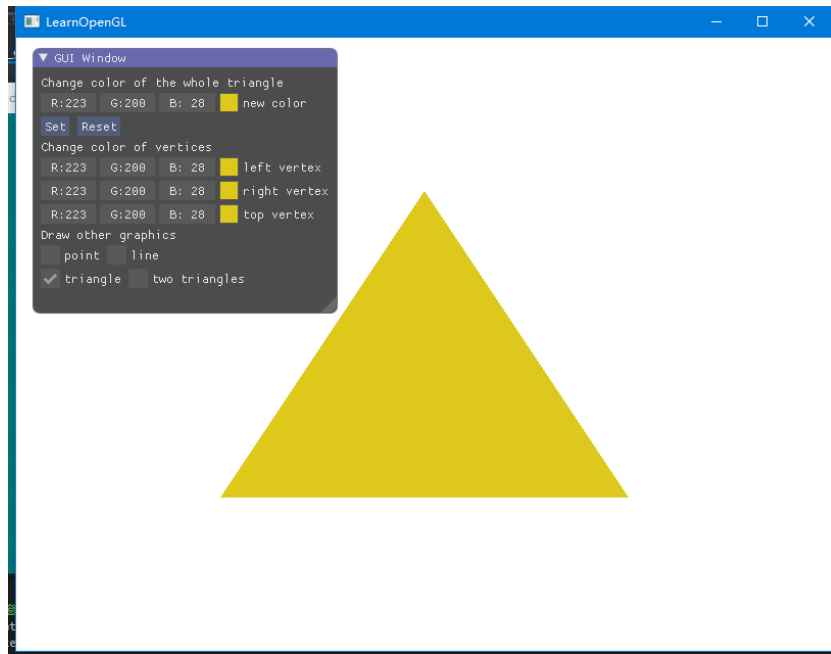 LearnOpenGL
GUI Window
Change color of the whole triangle
R:223 G:200 B: 28 new color
Set Reset
Change color of vertices
R:223 G:200 B: 28 left vertex
R:223 G:200 B: 28 right vertex
R:223 G:200 B: 28 top vertex
Draw other graphics
point line
triangle two triangles